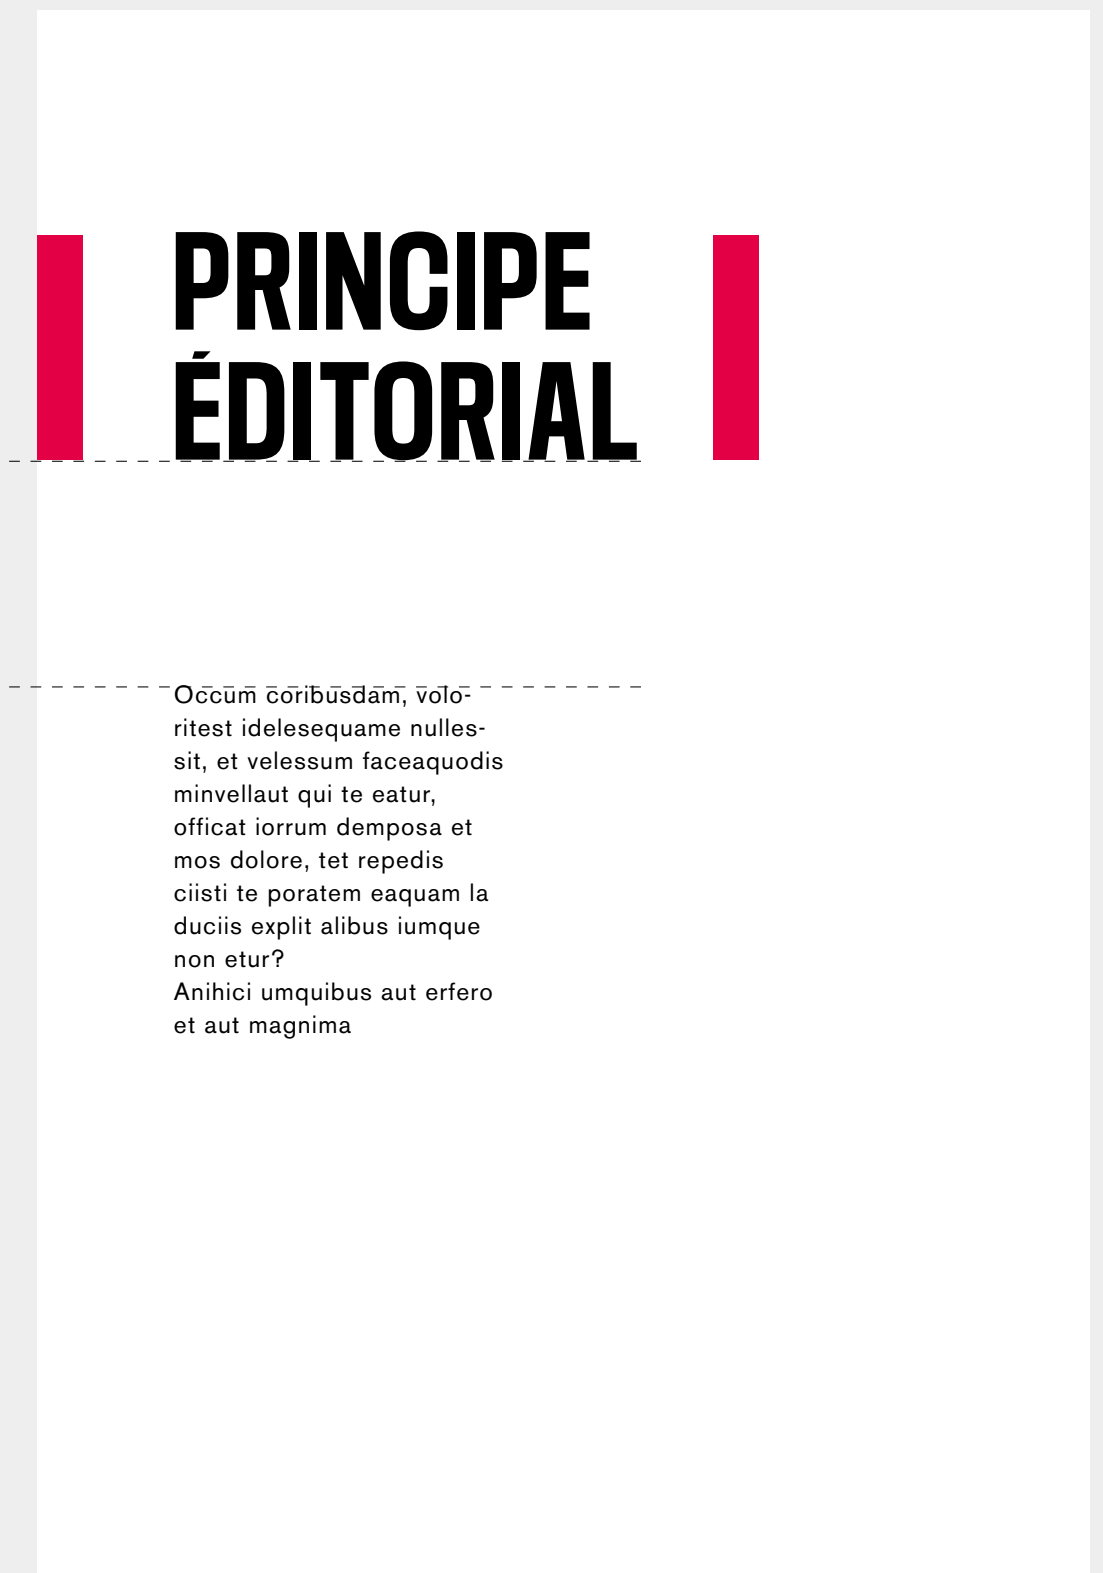 PRINCIPE
ÉDITORIAL
Occum coribusdam, volo-
ritest idelesequame nulles-
sit, et velessum faceaquodis
minvellaut qui te eatur,
officat iorrum demposa et
mos dolore, tet repedis
ciisti te poratem eaquam la
duciis explit alibus iumque
non etur?
Anihici umquibus aut erfero
et aut magnima